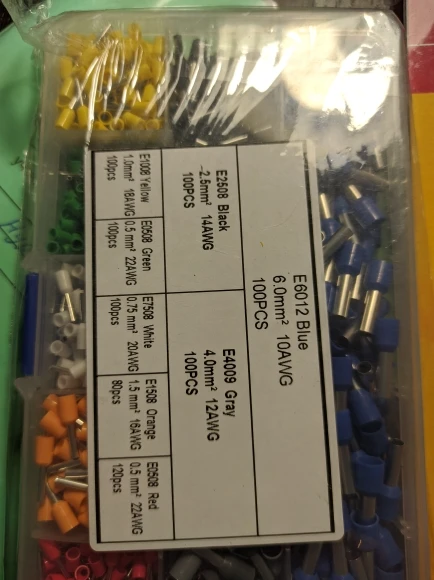 E6012 Blue
6.0mm² 10AWG
100PCS
E2508 Black
2.5mm² 14AWG
100PCS
E4009 Gray
4.0mm² 12AWG
100PCS
E1008 Yellow
1.0mm² 18AWG
100pcs
E0508 Green
0.5 mm² 22AWG
100pcs
E7508 White
0.75 mm² 20AWG
100pcs
E1508 Orange
1.5 mm² 16AWG
80pcs
E0508 Red
0.5 mm² 22AWG
120pcs